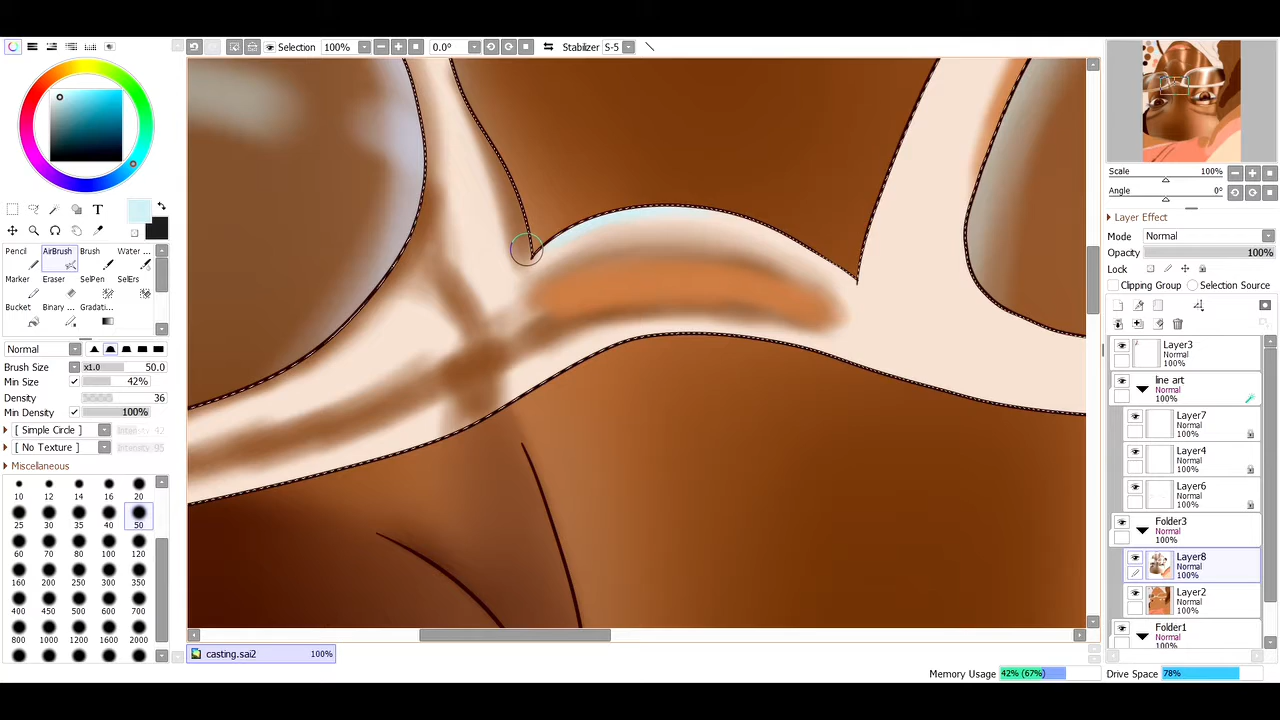 Selection 100% 0.0° Stabilizer S-5
T
Pencil AirBrush Brush Water ...
Marker Eraser SelPen SelErs
Bucket Binary ... Gradati...
Normal
Brush Size x1.0 50.0
Min Size 42%
Density 36
Min Density 100%
[ Simple Circle ] Intensity 42
[ No Texture ] Intensity 95
Miscellaneous
10 12 14 16 20
25 30 35 40 50
60 70 80 100 120
160 200 250 300 350
400 450 500 600 700
800 1000 1200 1600 2000
casting.sai2 100%
Memory Usage 42% (67%) Drive Space 78%
Scale 100%
Angle 0°
Layer Effect
Mode Normal
Opacity 100%
Lock
Clipping Group Selection Source
Layer3
Normal
100%
line art
Normal
100%
Layer7
Normal
100%
Layer4
Normal
100%
Layer6
Normal
100%
Folder3
Normal
100%
Layer8
Normal
100%
Layer2
Normal
100%
Folder1
Normal
100%